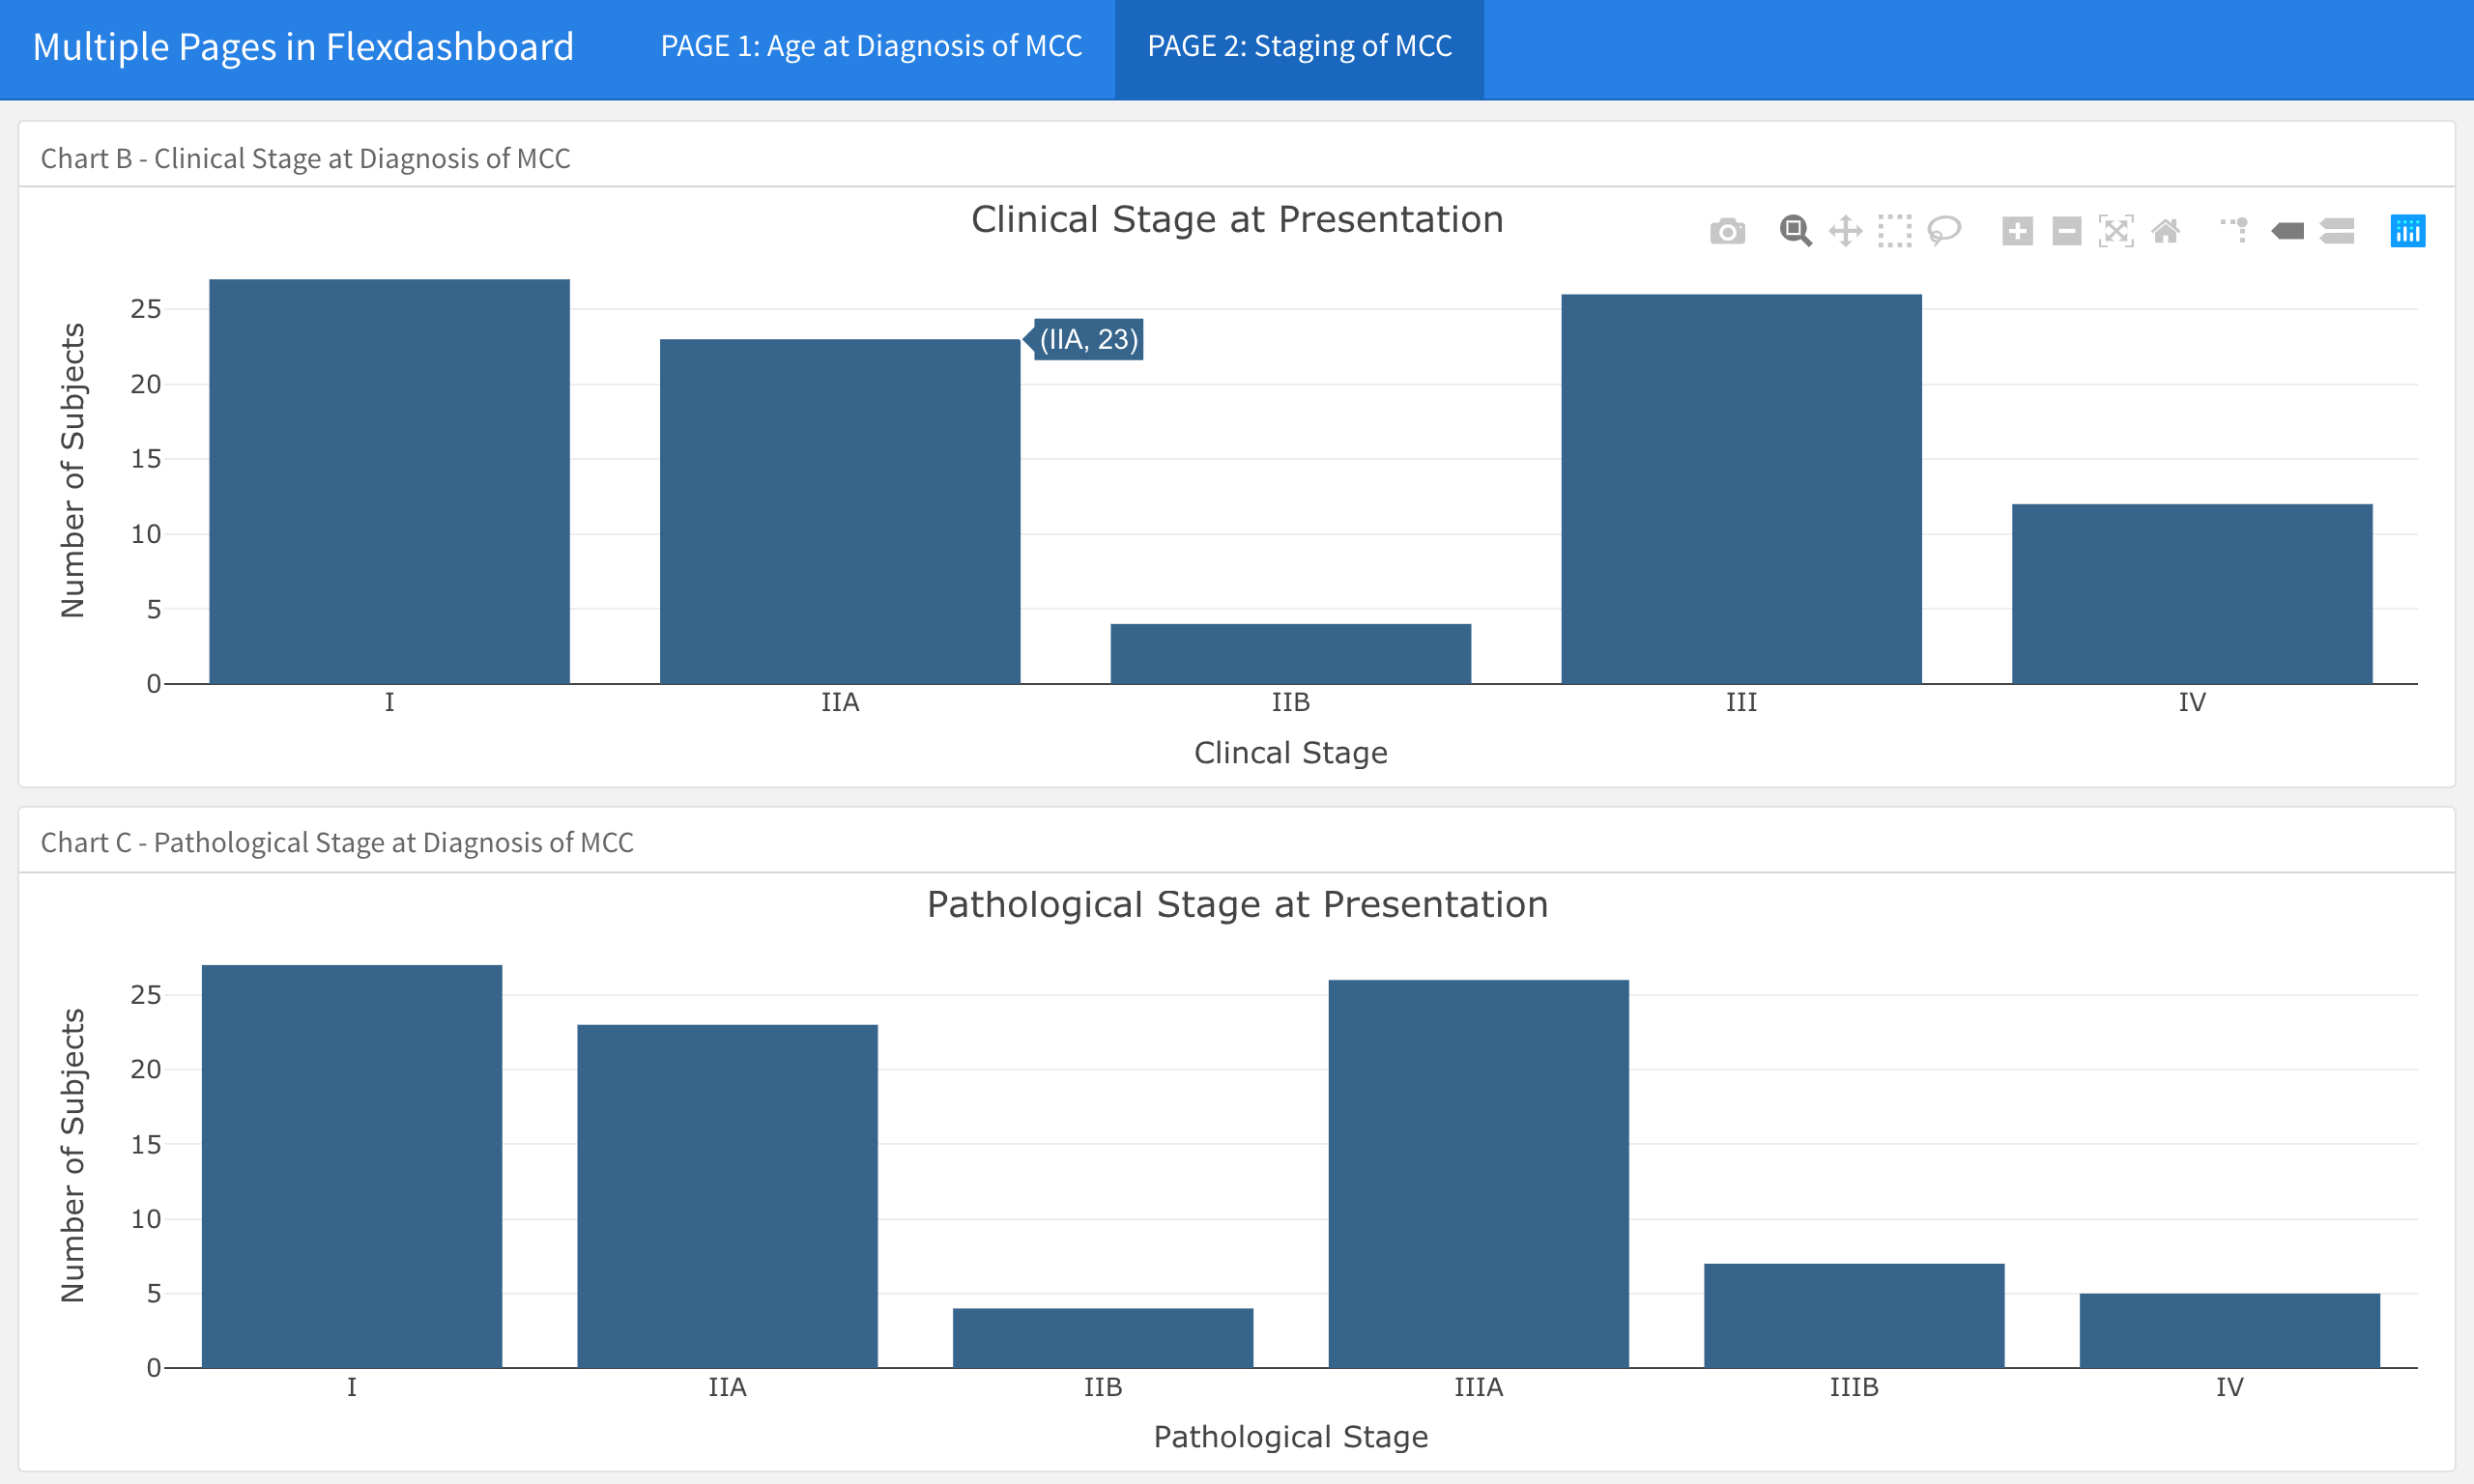 Multiple Pages in Flexdashboard
PAGE 1: Age at Diagnosis of MCC
PAGE 2: Staging of MCC
Chart B - Clinical Stage at Diagnosis of MCC
Clinical Stage at Presentation
Number of Subjects
25
20
15
10
5
0
(IIA, 23)
I
IIA
IIB
III
IV
Clincal Stage
Chart C - Pathological Stage at Diagnosis of MCC
Pathological Stage at Presentation
Number of Subjects
25
20
15
10
5
0
I
IIA
IIB
IIIA
IIIB
IV
Pathological Stage